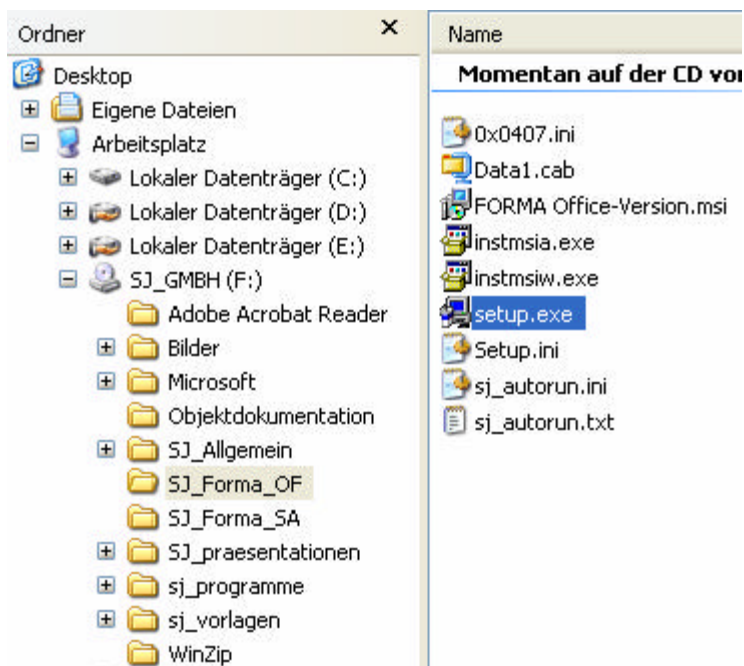 Ordner
Desktop
Eigene Dateien
Arbeitsplatz
Lokaler Datenträger (C:)
Lokaler Datenträger (D:)
Lokaler Datenträger (E:)
SJ_GMBH (F:)
Adobe Acrobat Reader
Bilder
Microsoft
Objektdokumentation
SJ_Allgemein
SJ_Forma_OF
SJ_Forma_SA
SJ_praesentationen
sj_programme
sj_vorlagen
WinZip
Name
Momentan auf der CD vor
0x0407.ini
Data1.cab
FORMA Office-Version.msi
instmsia.exe
instmsiw.exe
setup.exe
Setup.ini
sj_autorun.ini
sj_autorun.txt